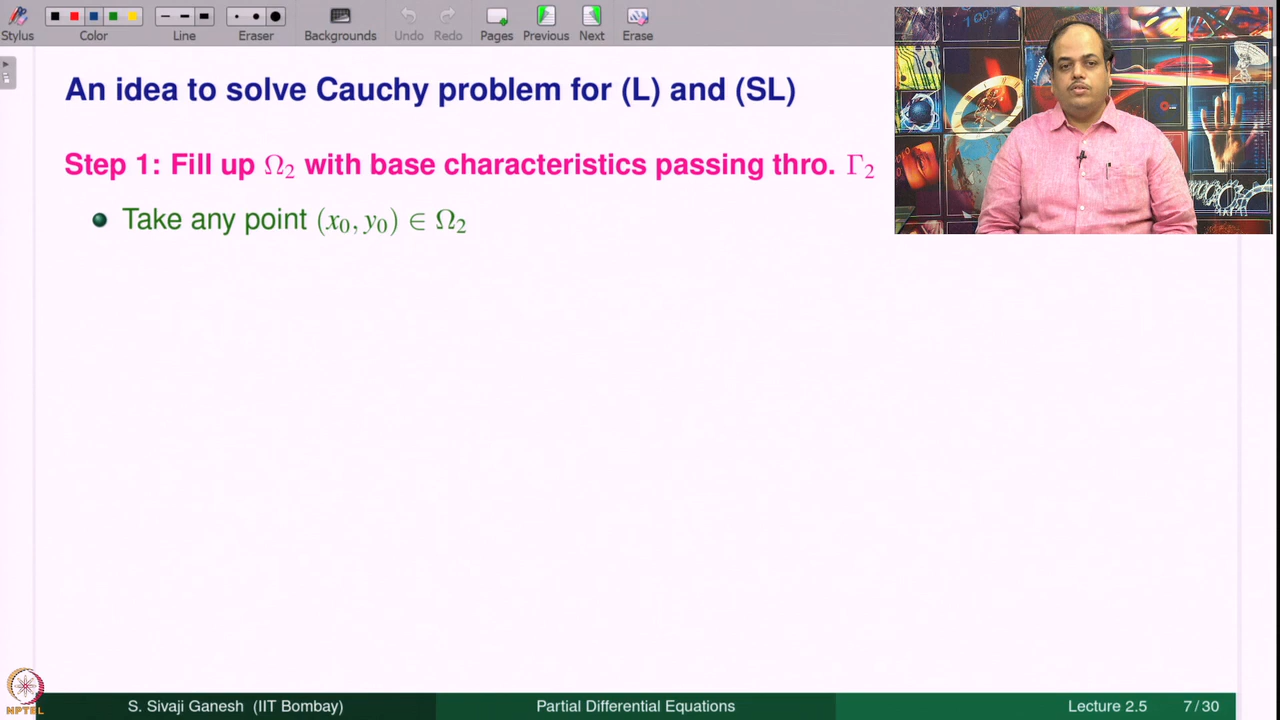 Stylus
Color
Line
Eraser
Backgrounds
Undo
Redo
Pages
Previous
Next
Erase
An idea to solve Cauchy problem for (L) and (SL)
Step 1: Fill up Ω₂ with base characteristics passing thro. Γ₂
Take any point (x₀, y₀) ∈ Ω₂
NPTEL
S. Sivaji Ganesh (IIT Bombay)
Partial Differential Equations
Lecture 2.5
7/30